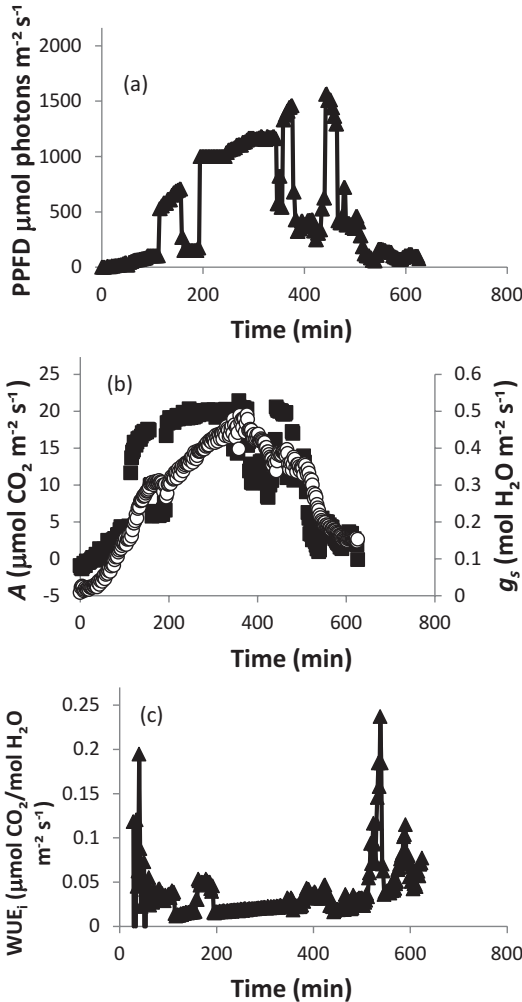 (a)
PPFD µmol photons m⁻² s⁻¹
2000
1500
1000
500
0
0 200 400 600 800
Time (min)
(b)
A (µmol CO₂ m⁻² s⁻¹)
25
20
15
10
5
0
-5
gₛ (mol H₂O m⁻² s⁻¹)
0.6
0.5
0.4
0.3
0.2
0.1
0
0 200 400 600 800
Time (min)
(c)
WUEᵢ (µmol CO₂/mol H₂O
m⁻² s⁻¹)
0.25
0.2
0.15
0.1
0.05
0
0 200 400 600 800
Time (min)